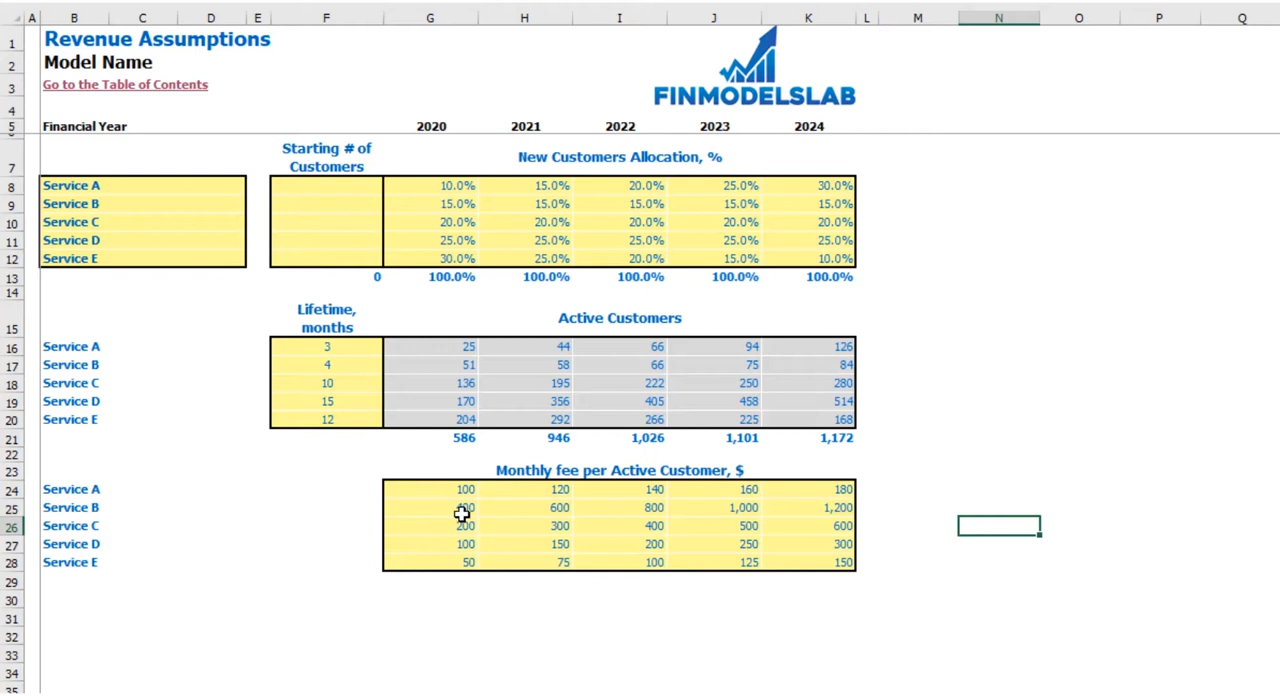 A B C D E F G H I J K L M N O P Q
1 Revenue Assumptions
2 Model Name
3 Go to the Table of Contents
FINMODELSLAB
4
5 Financial Year 2020 2021 2022 2023 2024
Starting # of
Customers
7 New Customers Allocation, %
8 Service A 10.0% 15.0% 20.0% 25.0% 30.0%
9 Service B 15.0% 15.0% 15.0% 15.0% 15.0%
10 Service C 20.0% 20.0% 20.0% 20.0% 20.0%
11 Service D 25.0% 25.0% 25.0% 25.0% 25.0%
12 Service E 30.0% 25.0% 20.0% 15.0% 10.0%
13 0 100.0% 100.0% 100.0% 100.0% 100.0%
14
Lifetime,
months
15 Active Customers
16 Service A 3 25 44 66 94 126
17 Service B 4 51 58 66 75 84
18 Service C 10 136 195 222 250 280
19 Service D 15 170 356 405 458 514
20 Service E 12 204 292 266 225 168
21 586 946 1,026 1,101 1,172
22
23 Monthly fee per Active Customer, $
24 Service A 100 120 140 160 180
25 Service B 600 800 1,000 1,200
26 Service C 200 300 400 500 600
27 Service D 100 150 200 250 300
28 Service E 50 75 100 125 150
29
30
31
32
33
34
35